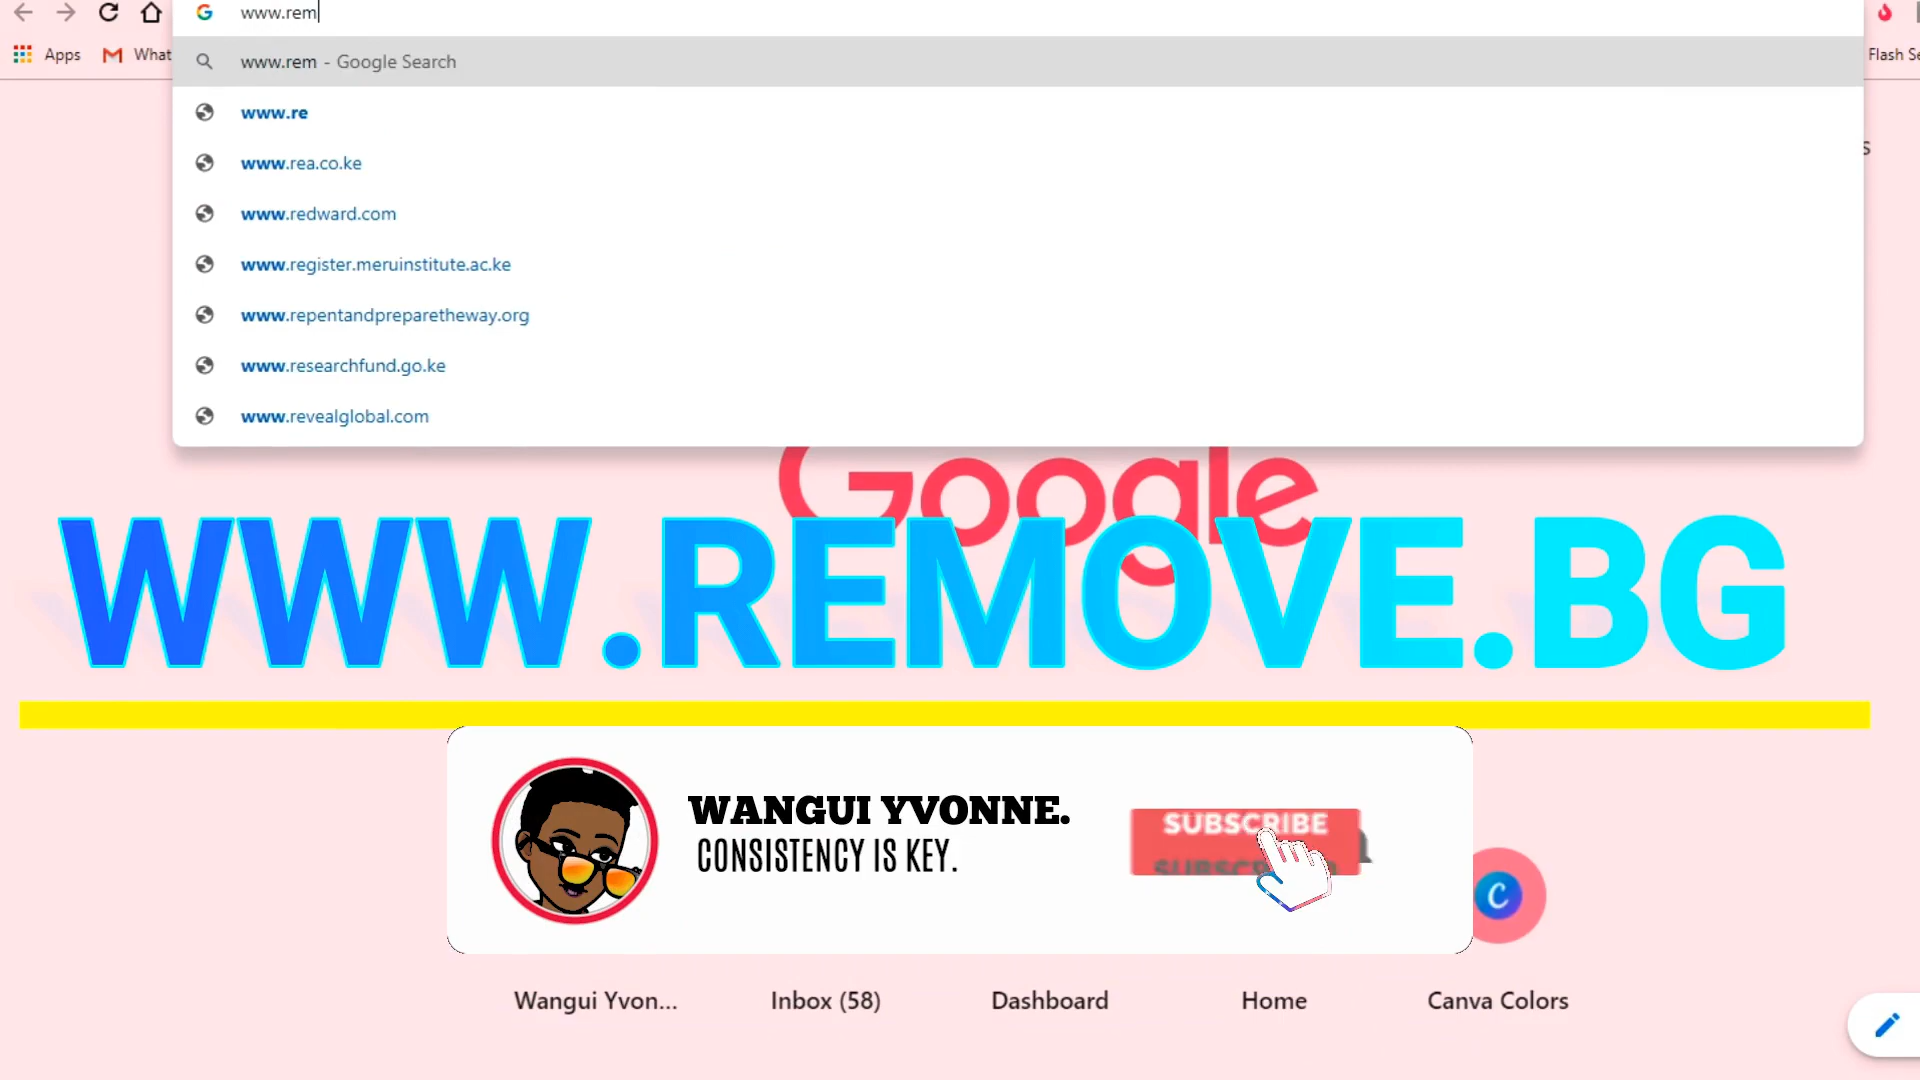 www.rem
Apps
What
Flash Se
www.rem - Google Search
www.re
www.rea.co.ke
www.redward.com
www.register.meruinstitute.ac.ke
www.repentandpreparetheway.org
www.researchfund.go.ke
www.revealglobal.com
s
Google
WWW.REMOVE.BG
WANGUI YVONNE.
CONSISTENCY IS KEY.
SUBSCRIBE
Wangui Yvon...
Inbox (58)
Dashboard
Home
Canva Colors